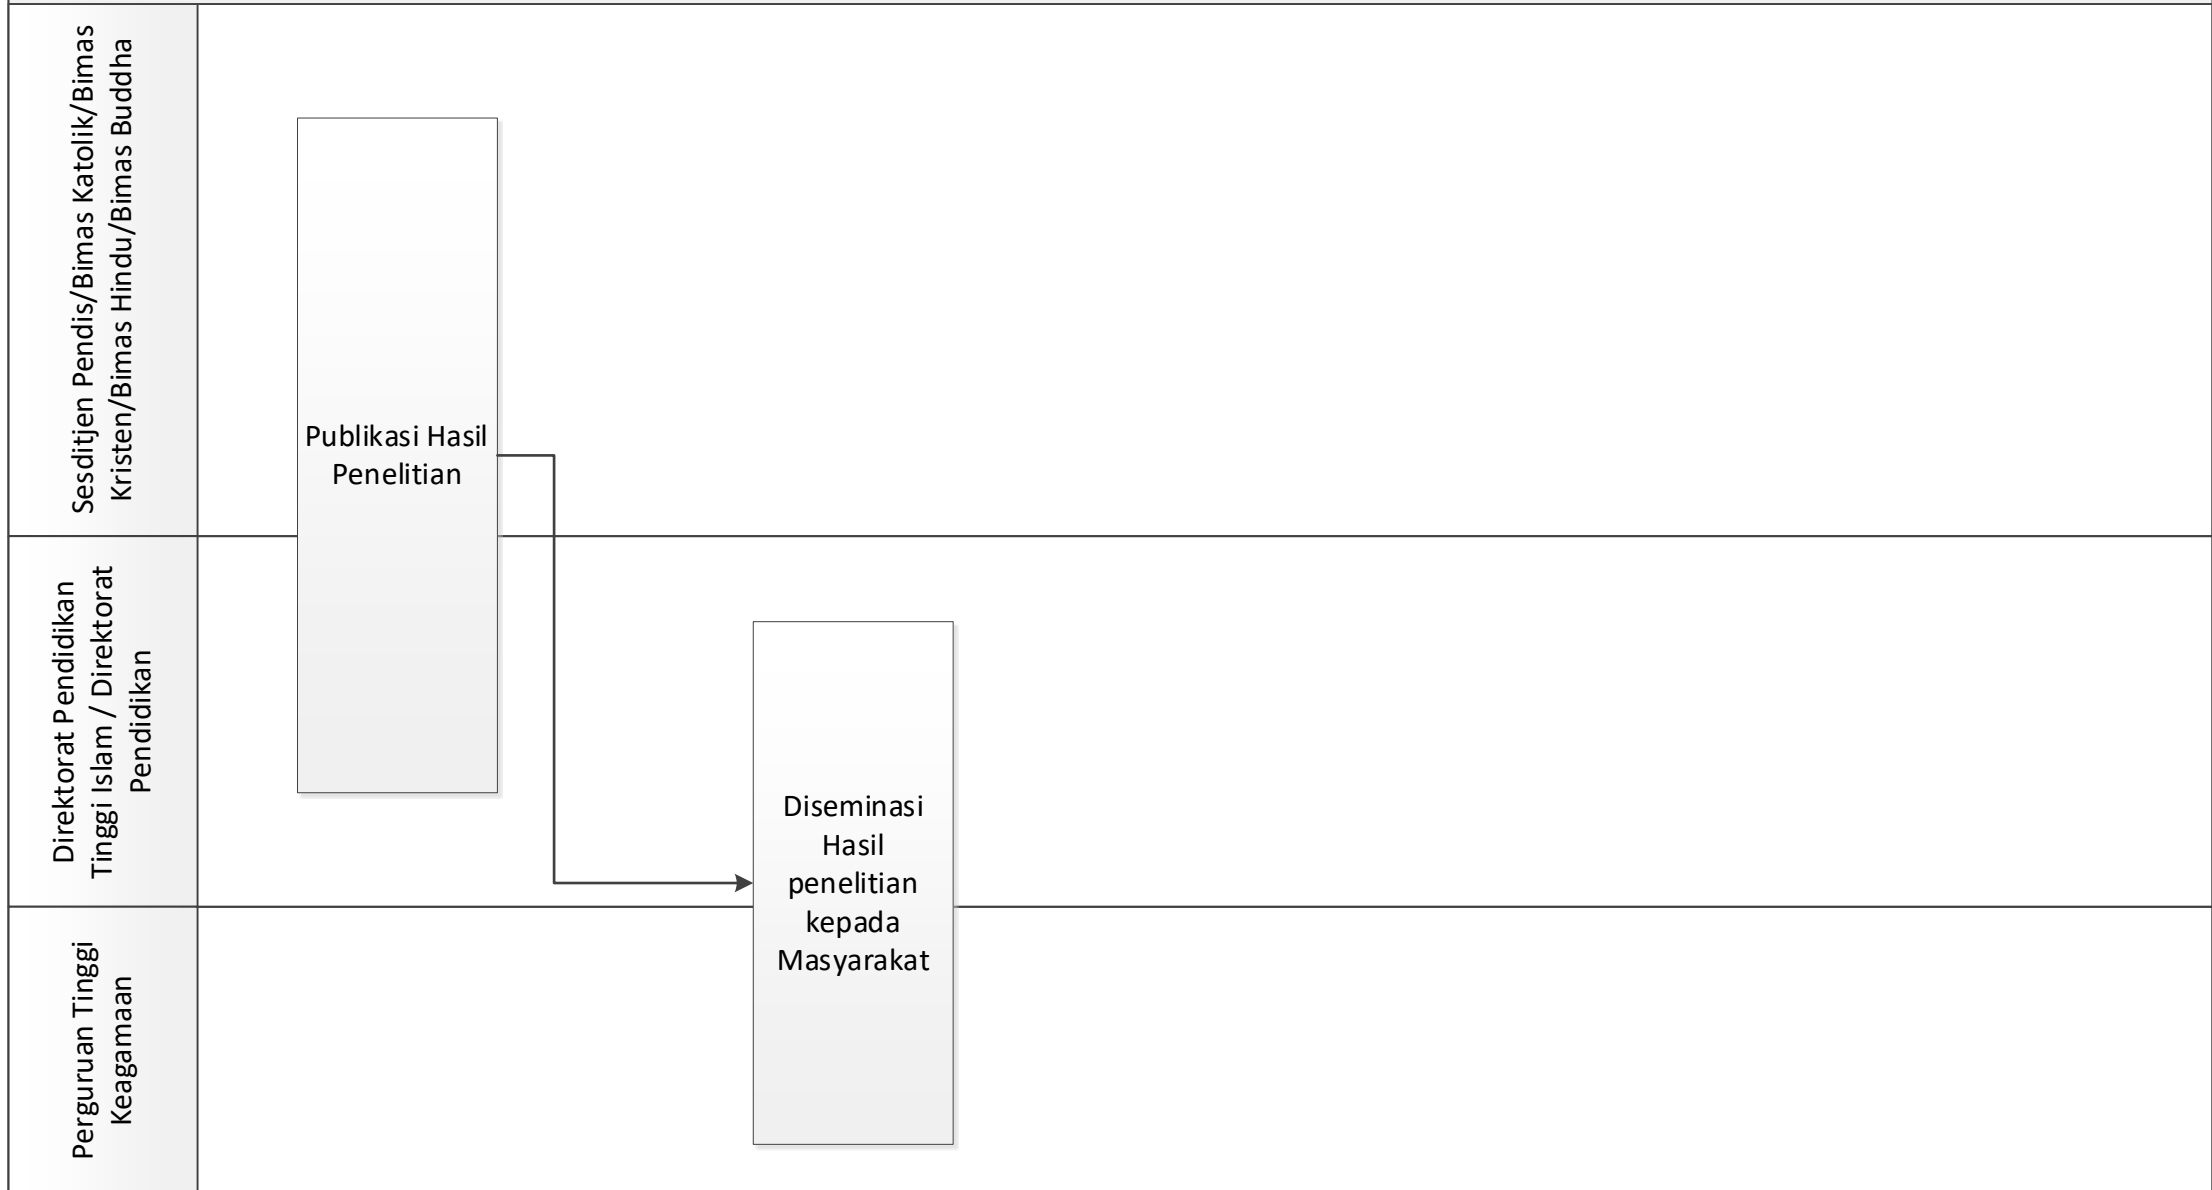 Sesditjen Pendis/Bimas Katolik/Bimas
Kristen/Bimas Hindu/Bimas Buddha
Publikasi Hasil
Penelitian
Direktorat Pendidikan
Tinggi Islam / Direktorat
Pendidikan
Diseminasi
Hasil
penelitian
kepada
Masyarakat
Perguruan Tinggi
Keagamaan